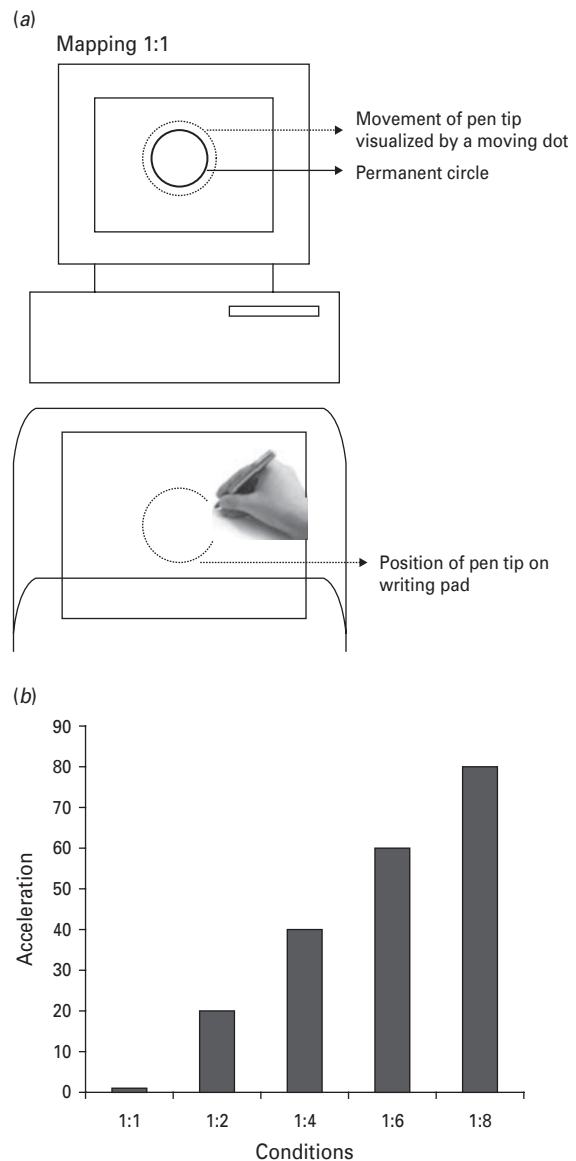 (a)
Mapping 1:1
Movement of pen tip
visualized by a moving dot
Permanent circle
Position of pen tip on
writing pad
(b)
90
80
70
60
50
40
30
20
10
0
Acceleration
1:1 1:2 1:4 1:6 1:8
Conditions